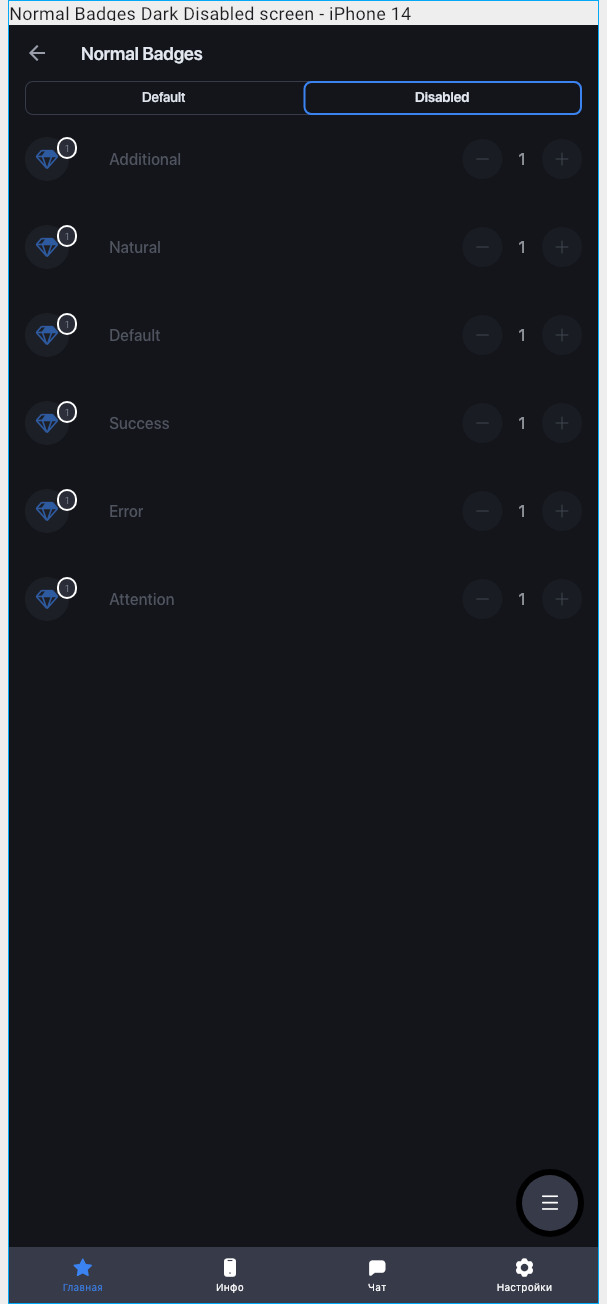 Normal Badges Dark Disabled screen - iPhone 14
Normal Badges
Default Disabled
1 Additional 1
1 Natural 1
1 Default 1
1 Success 1
1 Error 1
1 Attention 1
Главная Инфо Чат Настройки